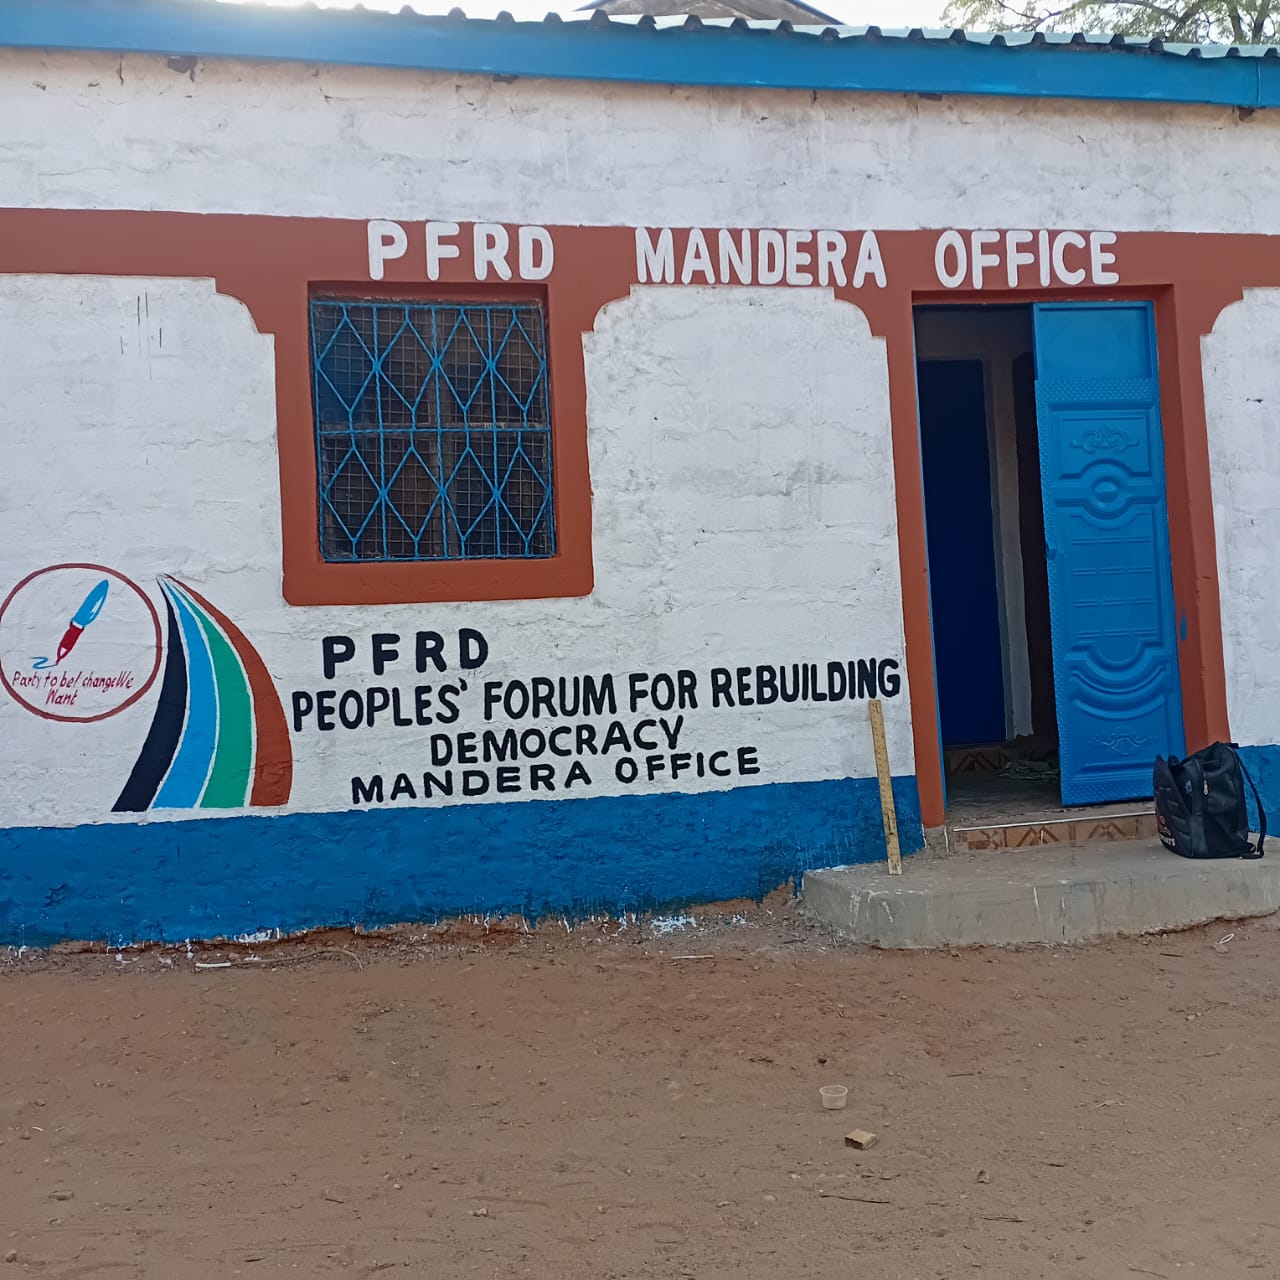 PFRD MANDERA OFFICE
Party to be/ changeWe
Want
PFRD
PEOPLES' FORUM FOR REBUILDING
DEMOCRACY
MANDERA OFFICE